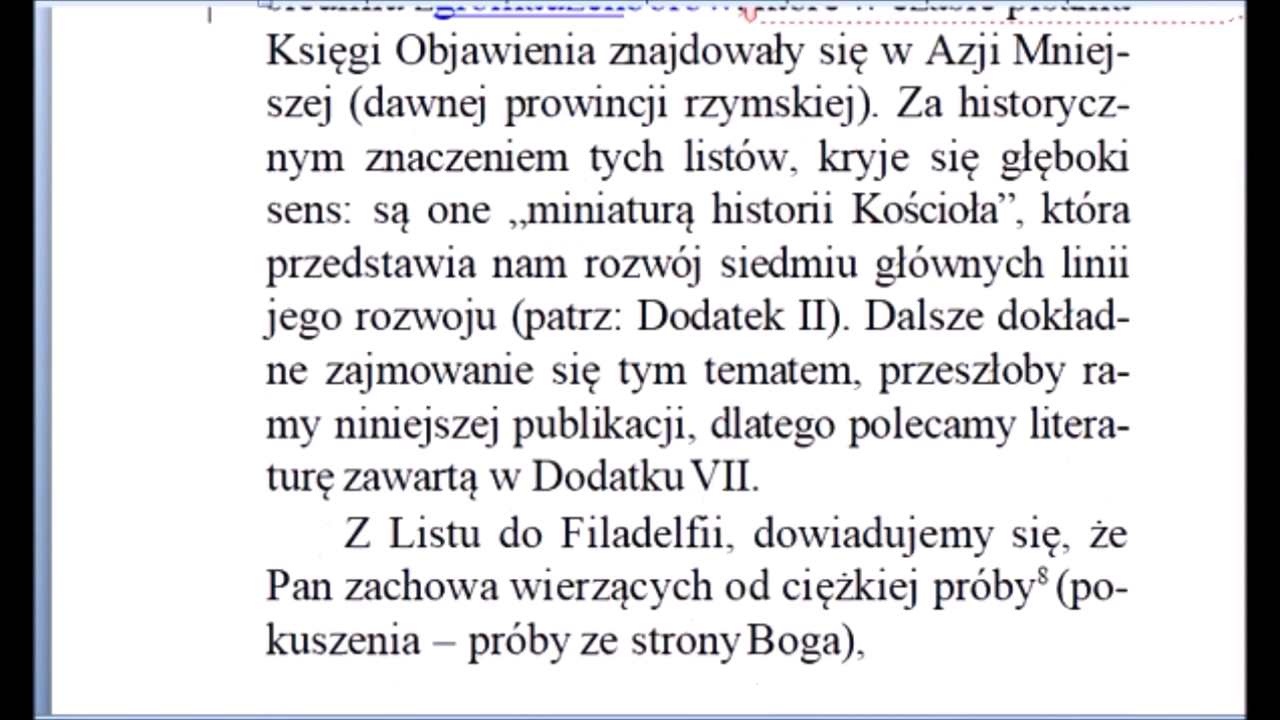 Księgi Objawienia znajdowały się w Azji Mniej-
szej (dawnej prowincji rzymskiej). Za historycz-
nym znaczeniem tych listów, kryje się głęboki
sens: są one „miniaturą historii Kościoła”, która
przedstawia nam rozwój siedmiu głównych linii
jego rozwoju (patrz: Dodatek II). Dalsze dokład-
ne zajmowanie się tym tematem, przeszłoby ra-
my niniejszej publikacji, dlatego polecamy litera-
turę zawartą w Dodatku VII.
Z Listu do Filadelfii, dowiadujemy się, że
Pan zachowa wierzących od ciężkiej próby⁸ (po-
kuszenia – próby ze strony Boga),